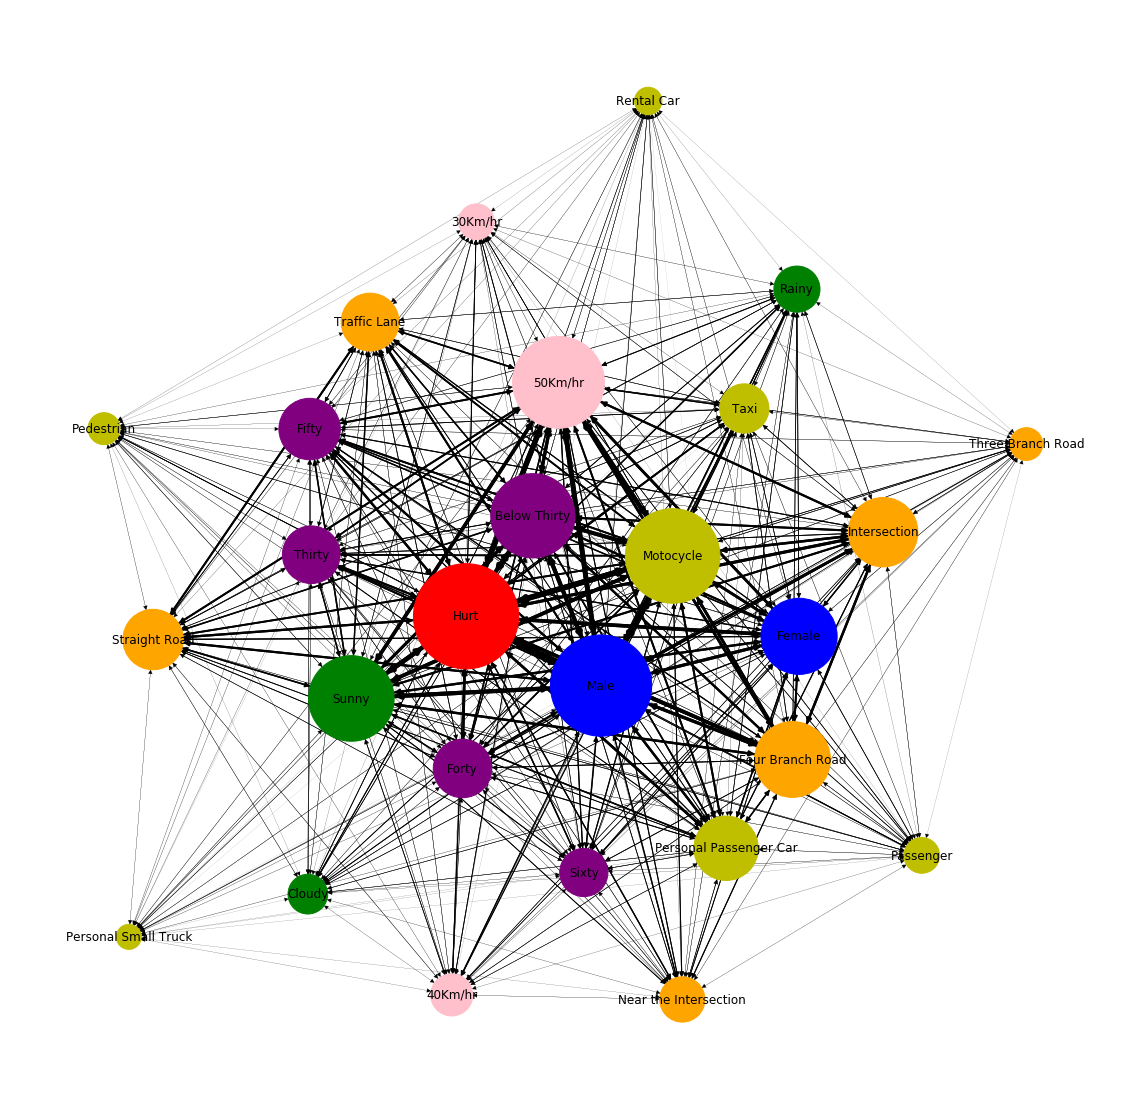 Rental Car
30Km/hr
Rainy
Traffic Lane
50Km/hr
Taxi
Pedestrian
Fifty
Three Branch Road
Below Thirty
Intersection
Thirty
Motocycle
Hurt
Female
Straight Road
Male
Sunny
Four Branch Road
Forty
Personal Passenger Car
Passenger
Sixty
Cloudy
Personal Small Truck
40Km/hr
Near the Intersection